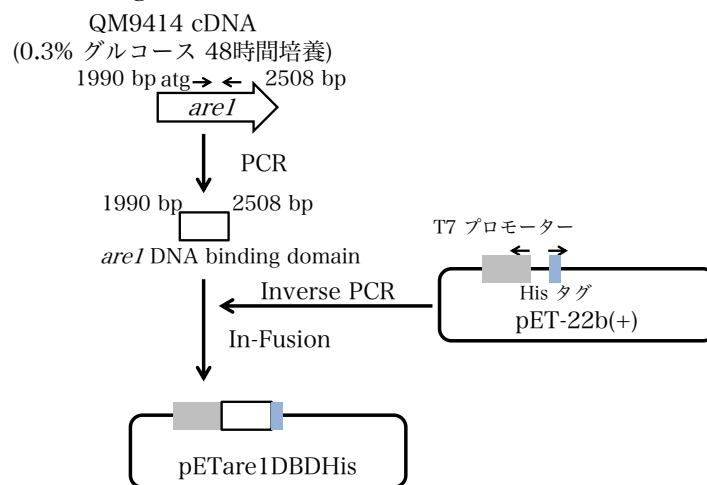 QM9414 cDNA
(0.3% グルコース 48時間培養)
1990 bp atg 2508 bp
are1
PCR
1990 bp 2508 bp
are1 DNA binding domain
T7 プロモーター
His タグ
pET-22b(+)
Inverse PCR
In-Fusion
pETare1DBDHis